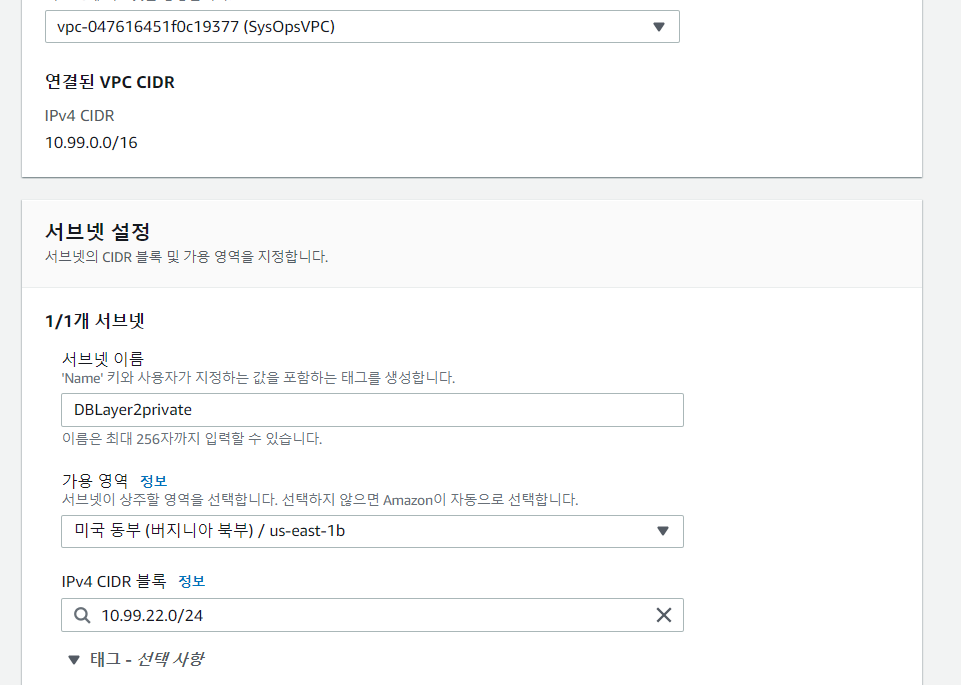 vpc-047616451f0c19377 (SysOpsVPC)
연결된 VPC CIDR
IPv4 CIDR
10.99.0.0/16
서브넷 설정
서브넷의 CIDR 블록 및 가용 영역을 지정합니다.
1/1개 서브넷
서브넷 이름
'Name' 키와 사용자가 지정하는 값을 포함하는 태그를 생성합니다.
DBLayer2private
이름은 최대 256자까지 입력할 수 있습니다.
가용 영역 정보
서브넷이 상주할 영역을 선택합니다. 선택하지 않으면 Amazon이 자동으로 선택합니다.
미국 동부 (버지니아 북부) / us-east-1b
IPv4 CIDR 블록 정보
10.99.22.0/24
태그 - 선택 사항